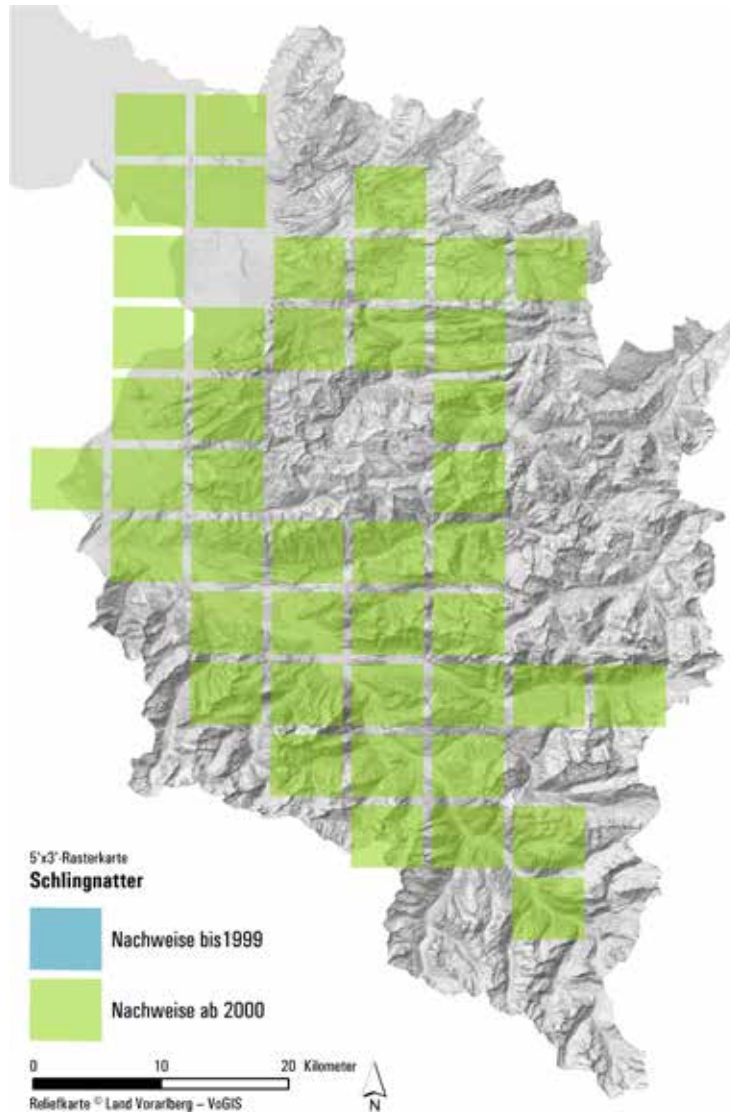 5'x3'-Rasterkarte
Schlingnatter
Nachweise bis1999
Nachweise ab 2000
0 10 20 Kilometer
Reliefkarte © Land Vorarlberg – VoGIS
N